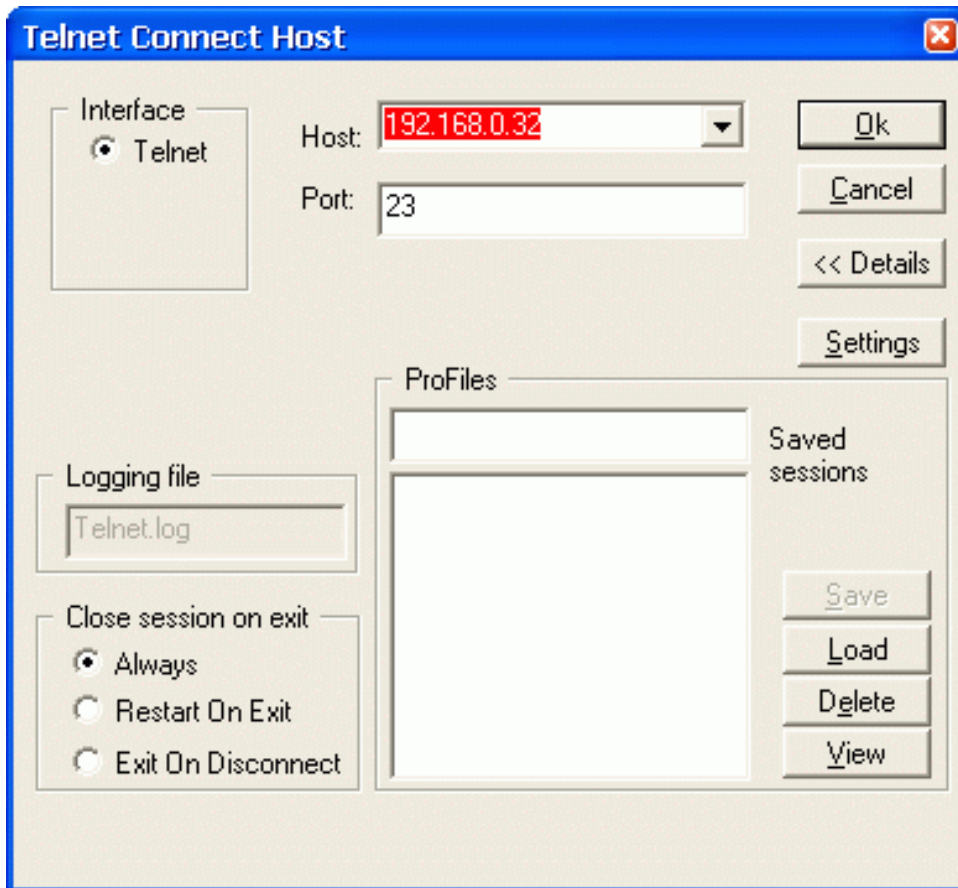 Telnet Connect Host
Interface
Telnet
Host: 192.168.0.32
Port: 23
Ok
Cancel
<< Details
Settings
ProFiles
Saved
sessions
Logging file
Telnet.log
Close session on exit
Always
Restart On Exit
Exit On Disconnect
Save
Load
Delete
View